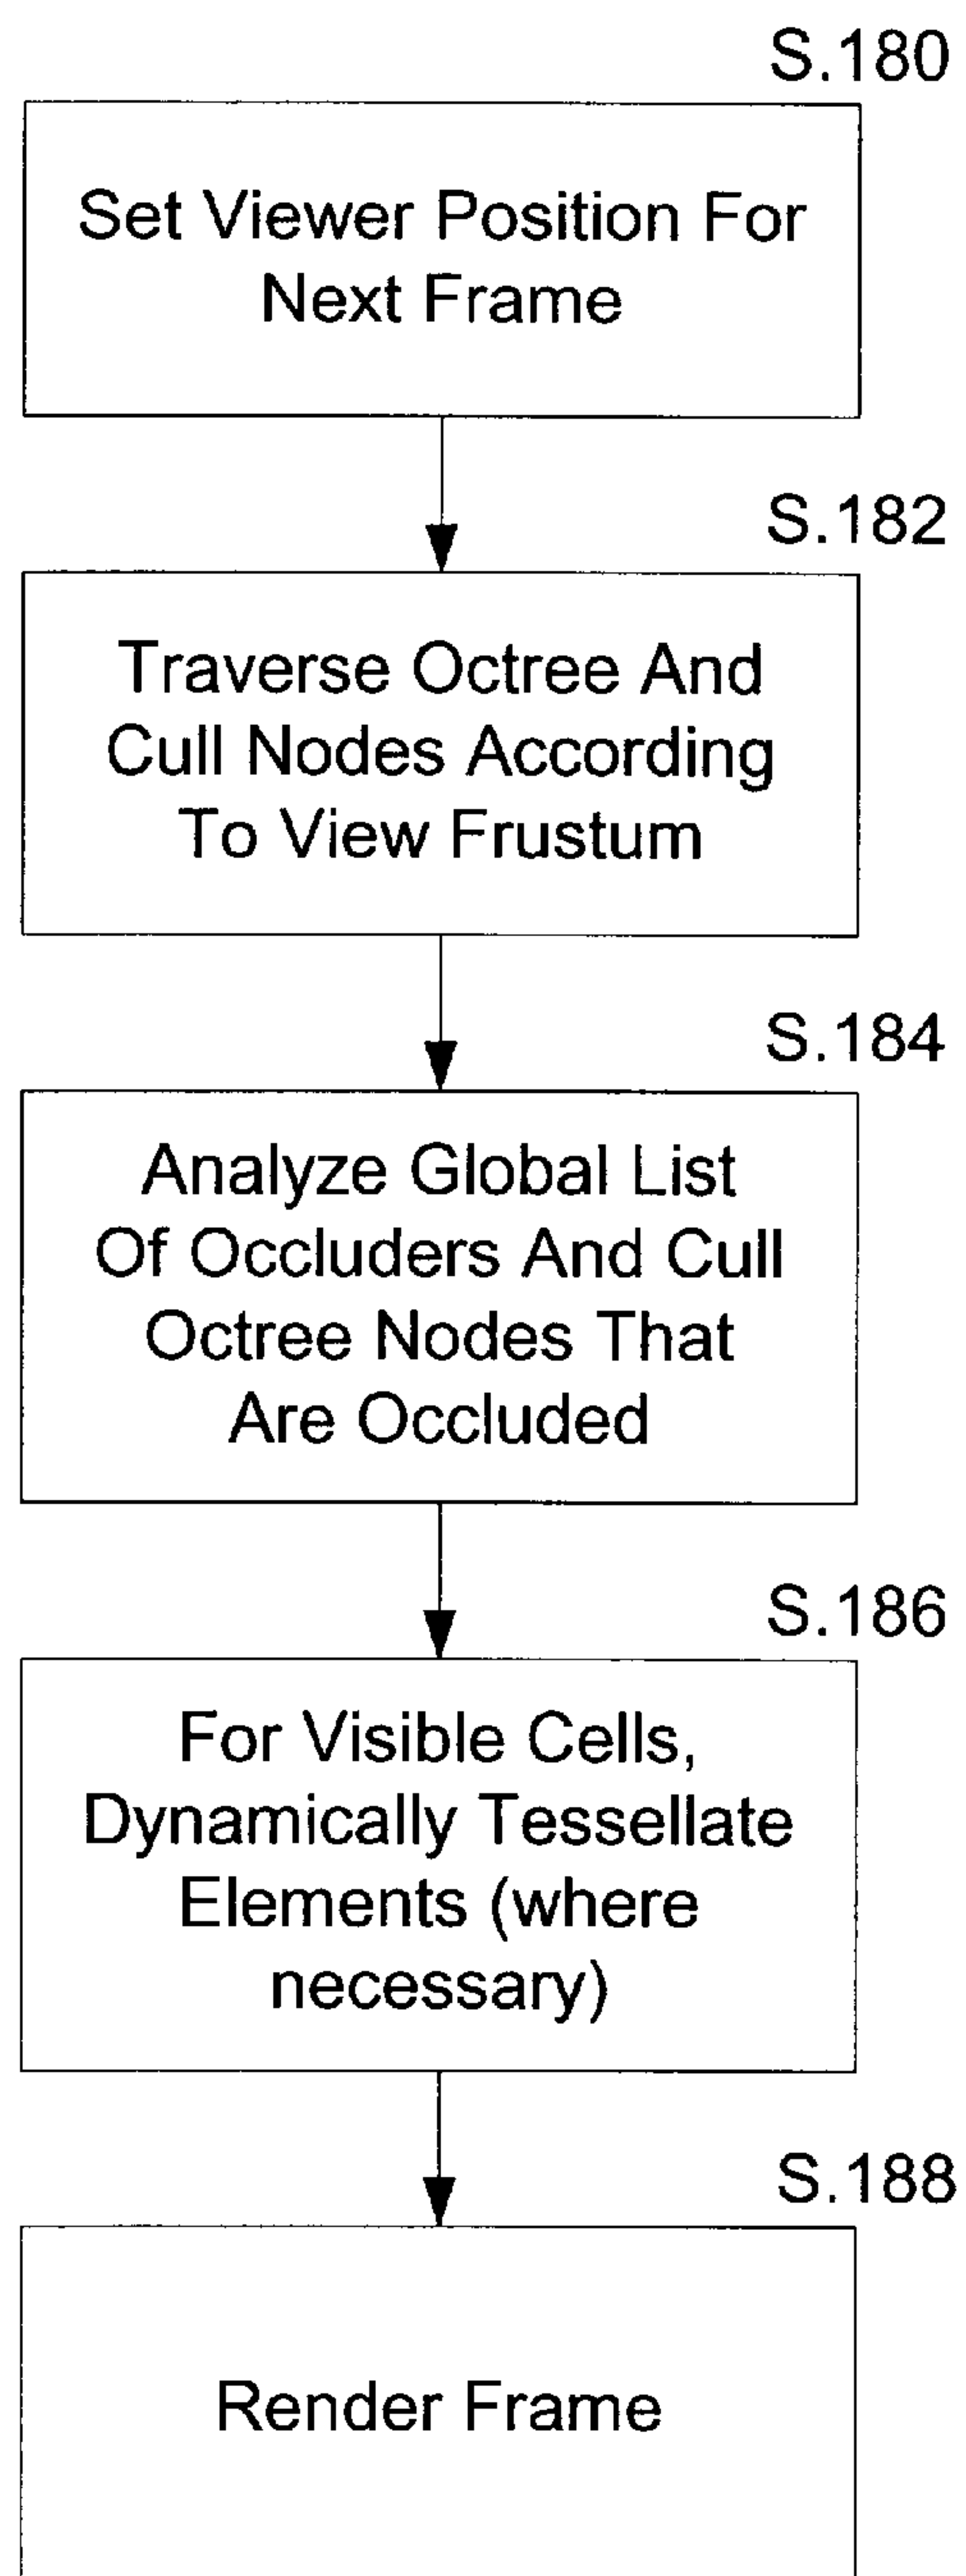 S.180
Set Viewer Position For
Next Frame
S.182
Traverse Octree And
Cull Nodes According
To View Frustum
S.184
Analyze Global List
Of Occluders And Cull
Octree Nodes That
Are Occluded
S.186
For Visible Cells,
Dynamically Tessellate
Elements (where
necessary)
S.188
Render Frame